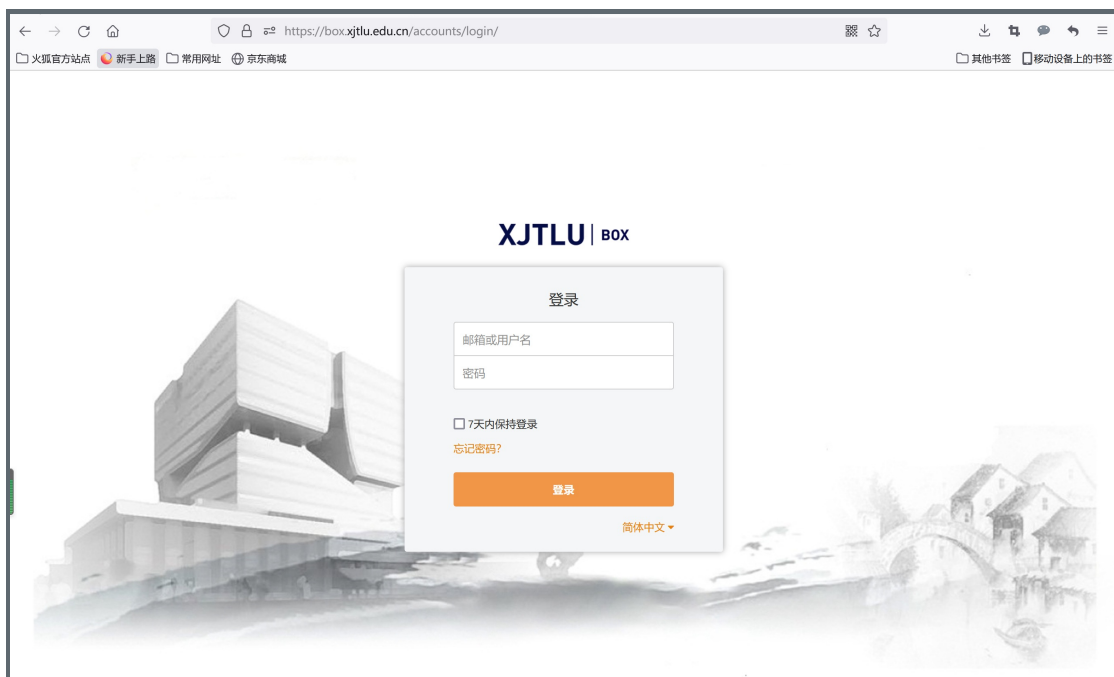 https://box.xjtlu.edu.cn/accounts/login/
火狐官方站点 新手上路 常用网址 京东商城 其他书签 移动设备上的书签
XJTLU | BOX
登录
邮箱或用户名
密码
7天内保持登录
忘记密码?
登录
简体中文